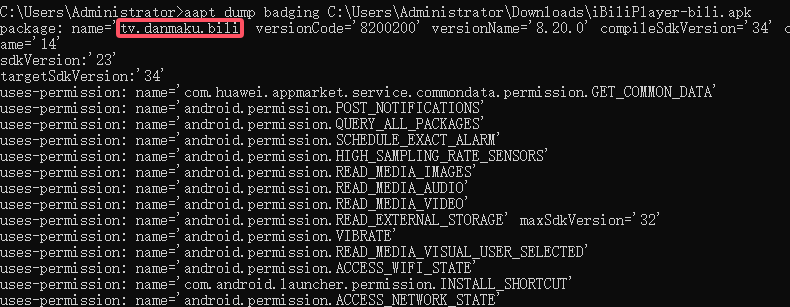 C:\Users\Administrator>aapt dump badging C:\Users\Administrator\Downloads\iBiliPlayer-bili.apk
package: name='tv.danmaku.bili' versionCode='8200200' versionName='8.20.0' compileSdkVersion='34' c
ame='14'
sdkVersion:'23'
targetSdkVersion:'34'
uses-permission: name='com.huawei.appmarket.service.commondata.permission.GET_COMMON_DATA'
uses-permission: name='android.permission.POST_NOTIFICATIONS'
uses-permission: name='android.permission.QUERY_ALL_PACKAGES'
uses-permission: name='android.permission.SCHEDULE_EXACT_ALARM'
uses-permission: name='android.permission.HIGH_SAMPLING_RATE_SENSORS'
uses-permission: name='android.permission.READ_MEDIA_IMAGES'
uses-permission: name='android.permission.READ_MEDIA_AUDIO'
uses-permission: name='android.permission.READ_MEDIA_VIDEO'
uses-permission: name='android.permission.READ_EXTERNAL_STORAGE' maxSdkVersion='32'
uses-permission: name='android.permission.VIBRATE'
uses-permission: name='android.permission.READ_MEDIA_VISUAL_USER_SELECTED'
uses-permission: name='android.permission.ACCESS_WIFI_STATE'
uses-permission: name='com.android.launcher.permission.INSTALL_SHORTCUT'
uses-permission: name='android.permission.ACCESS_NETWORK_STATE'